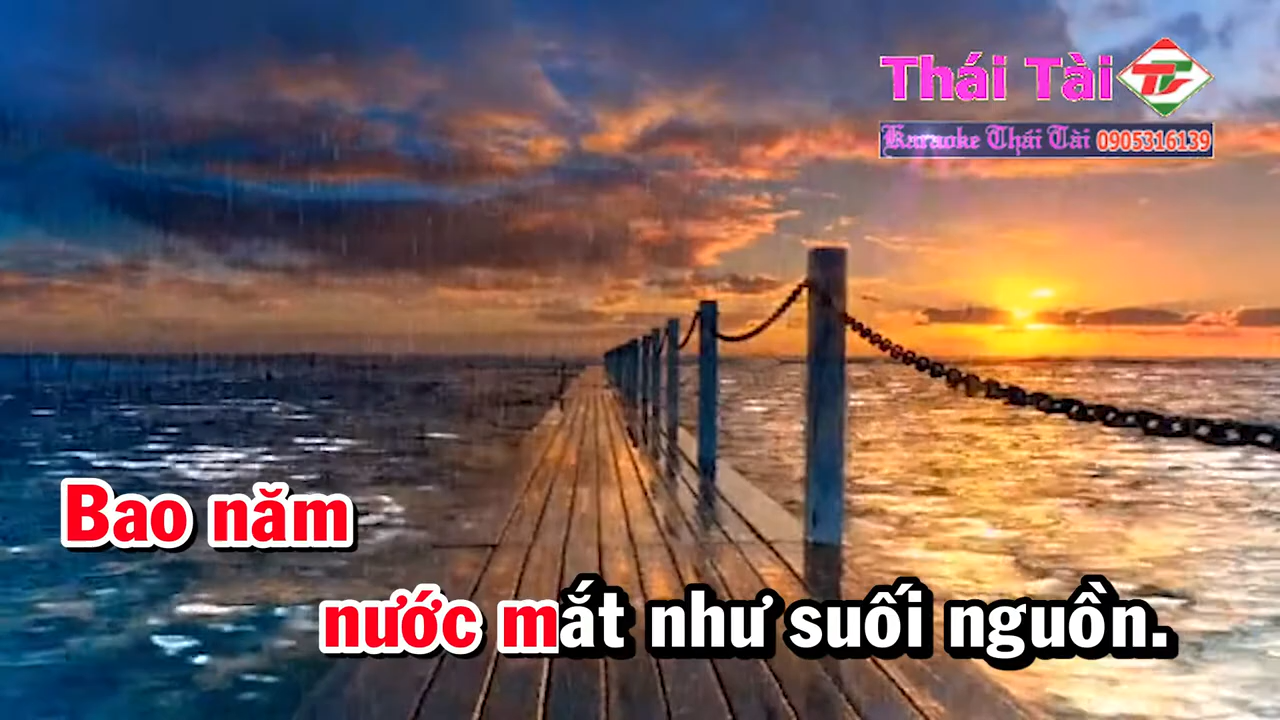 Thái Tài
Karaoke Thái Tài 0905316139
Bao năm
nước mắt như suối nguồn.